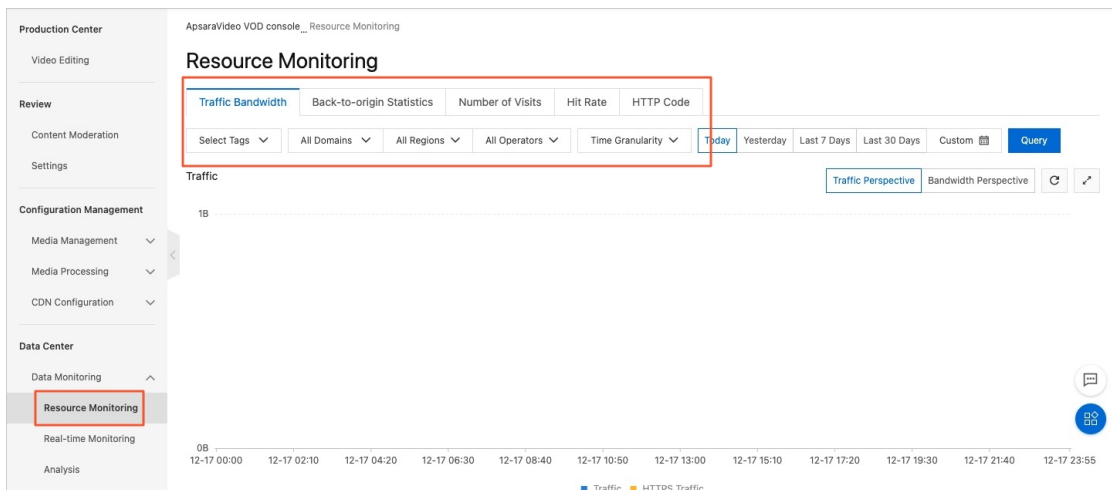 Production Center
Video Editing
Review
Content Moderation
Settings
Configuration Management
Media Management
Media Processing
CDN Configuration
Data Center
Data Monitoring
Resource Monitoring
Real-time Monitoring
Analysis
ApsaraVideo VOD console_ Resource Monitoring
Resource Monitoring
Traffic Bandwidth Back-to-origin Statistics Number of Visits Hit Rate HTTP Code
Select Tags All Domains All Regions All Operators Time Granularity Today Yesterday Last 7 Days Last 30 Days Custom Query
Traffic
Traffic Perspective Bandwidth Perspective
1B
0B
12-17 00:00 12-17 02:10 12-17 04:20 12-17 06:30 12-17 08:40 12-17 10:50 12-17 13:00 12-17 15:10 12-17 17:20 12-17 19:30 12-17 21:40 12-17 23:55
Traffic HTTPS Traffic